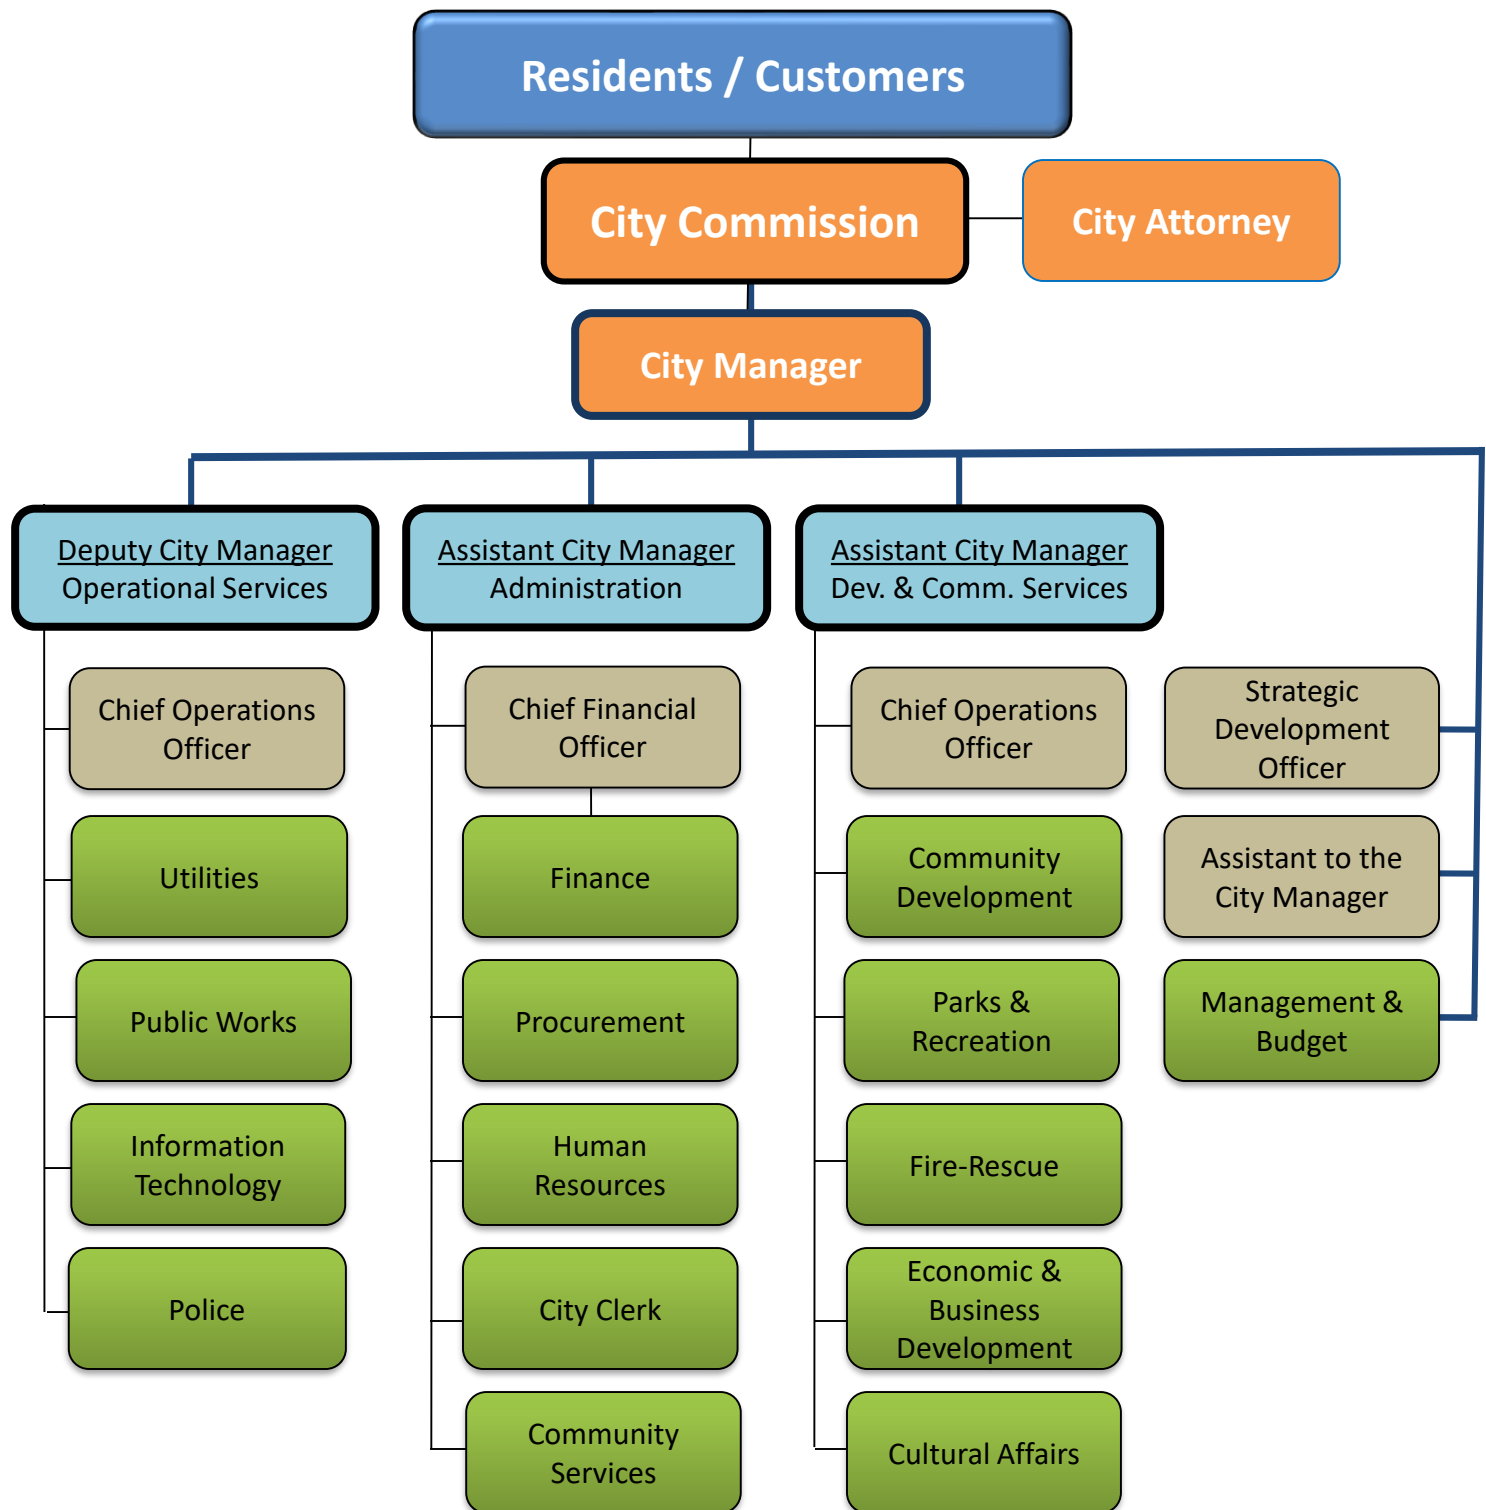 Residents / Customers
City Commission
City Attorney
City Manager
Deputy City Manager
Operational Services
Assistant City Manager
Administration
Assistant City Manager
Dev. & Comm. Services
Chief Operations
Officer
Utilities
Public Works
Information
Technology
Police
Chief Financial
Officer
Finance
Procurement
Human
Resources
City Clerk
Community
Services
Chief Operations
Officer
Community
Development
Parks &
Recreation
Fire-Rescue
Economic &
Business
Development
Cultural Affairs
Strategic
Development
Officer
Assistant to the
City Manager
Management &
Budget